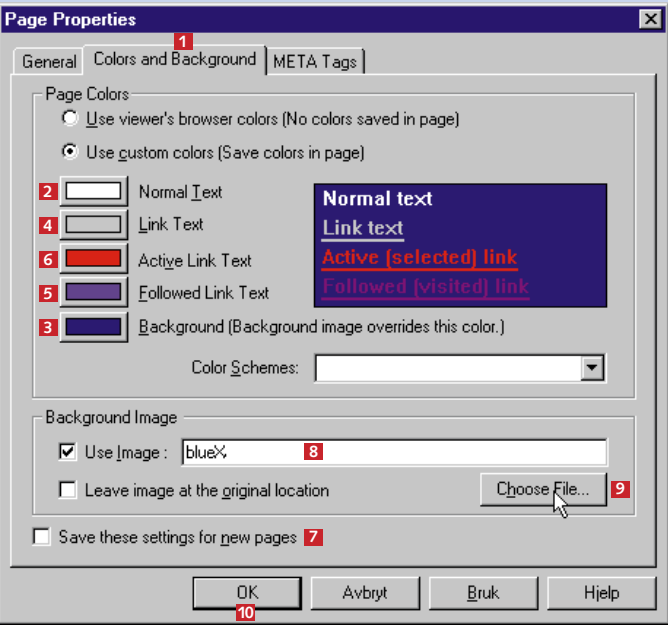 Page Properties
1
General Colors and Background META Tags
Page Colors
Use viewer's browser colors (No colors saved in page)
Use custom colors (Save colors in page)
2 Normal Text
4 Link Text
6 Active Link Text
5 Followed Link Text
3 Background (Background image overrides this color.)
Normal text
Link text
Active (selected) link
Followed (visited) link
Color Schemes:
Background Image
Use Image : blueX, 8
Leave image at the original location
Choose File... 9
Save these settings for new pages 7
OK Avbryt Bruk Hjelp
10